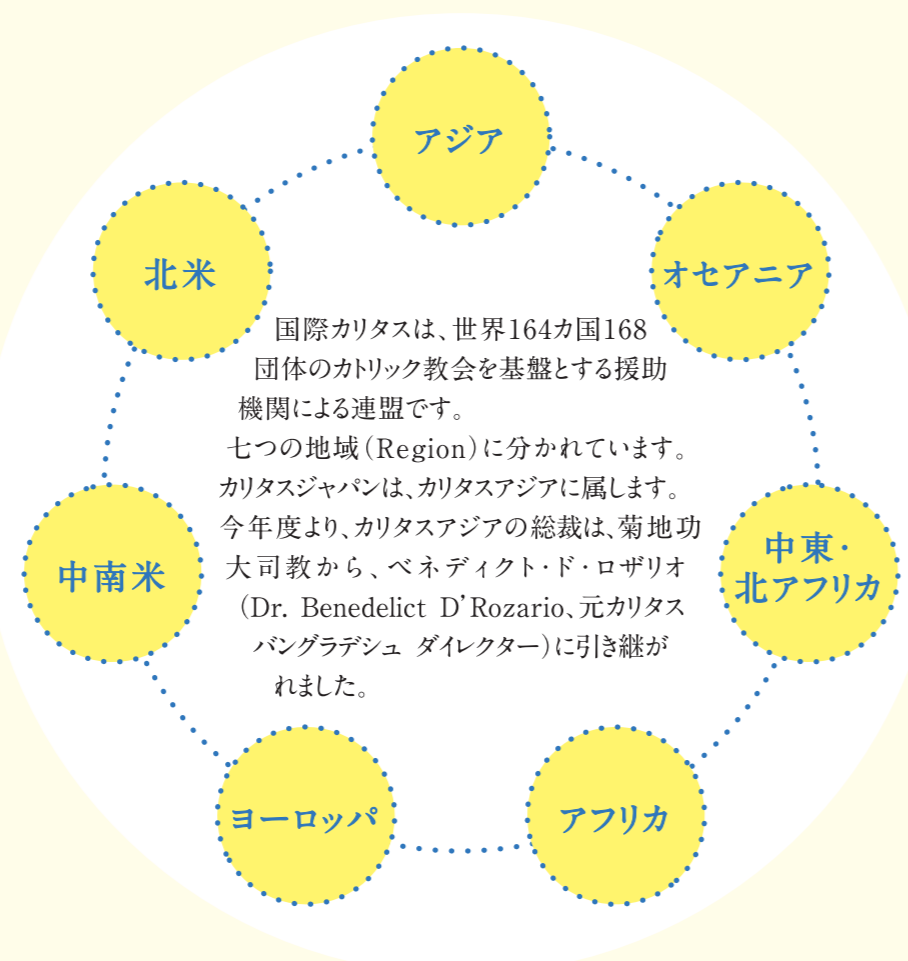 アジア
北米
オセアニア
国際カリタスは、世界164カ国168
団体のカトリック教会を基盤とする援助
機関による連盟です。
七つの地域(Region)に分かれています。
カリタスジャパンは、カリタスアジアに属します。
今年度より、カリタスアジアの総裁は、菊地功
大司教から、ベネディクト・ド・ロザリオ
(Dr. Benedelict D’Rozario、元カリタス
バングラデシュ ダイレクター)に引き継が
れました。
中南米
中東・
北アフリカ
ヨーロッパ
アフリカ